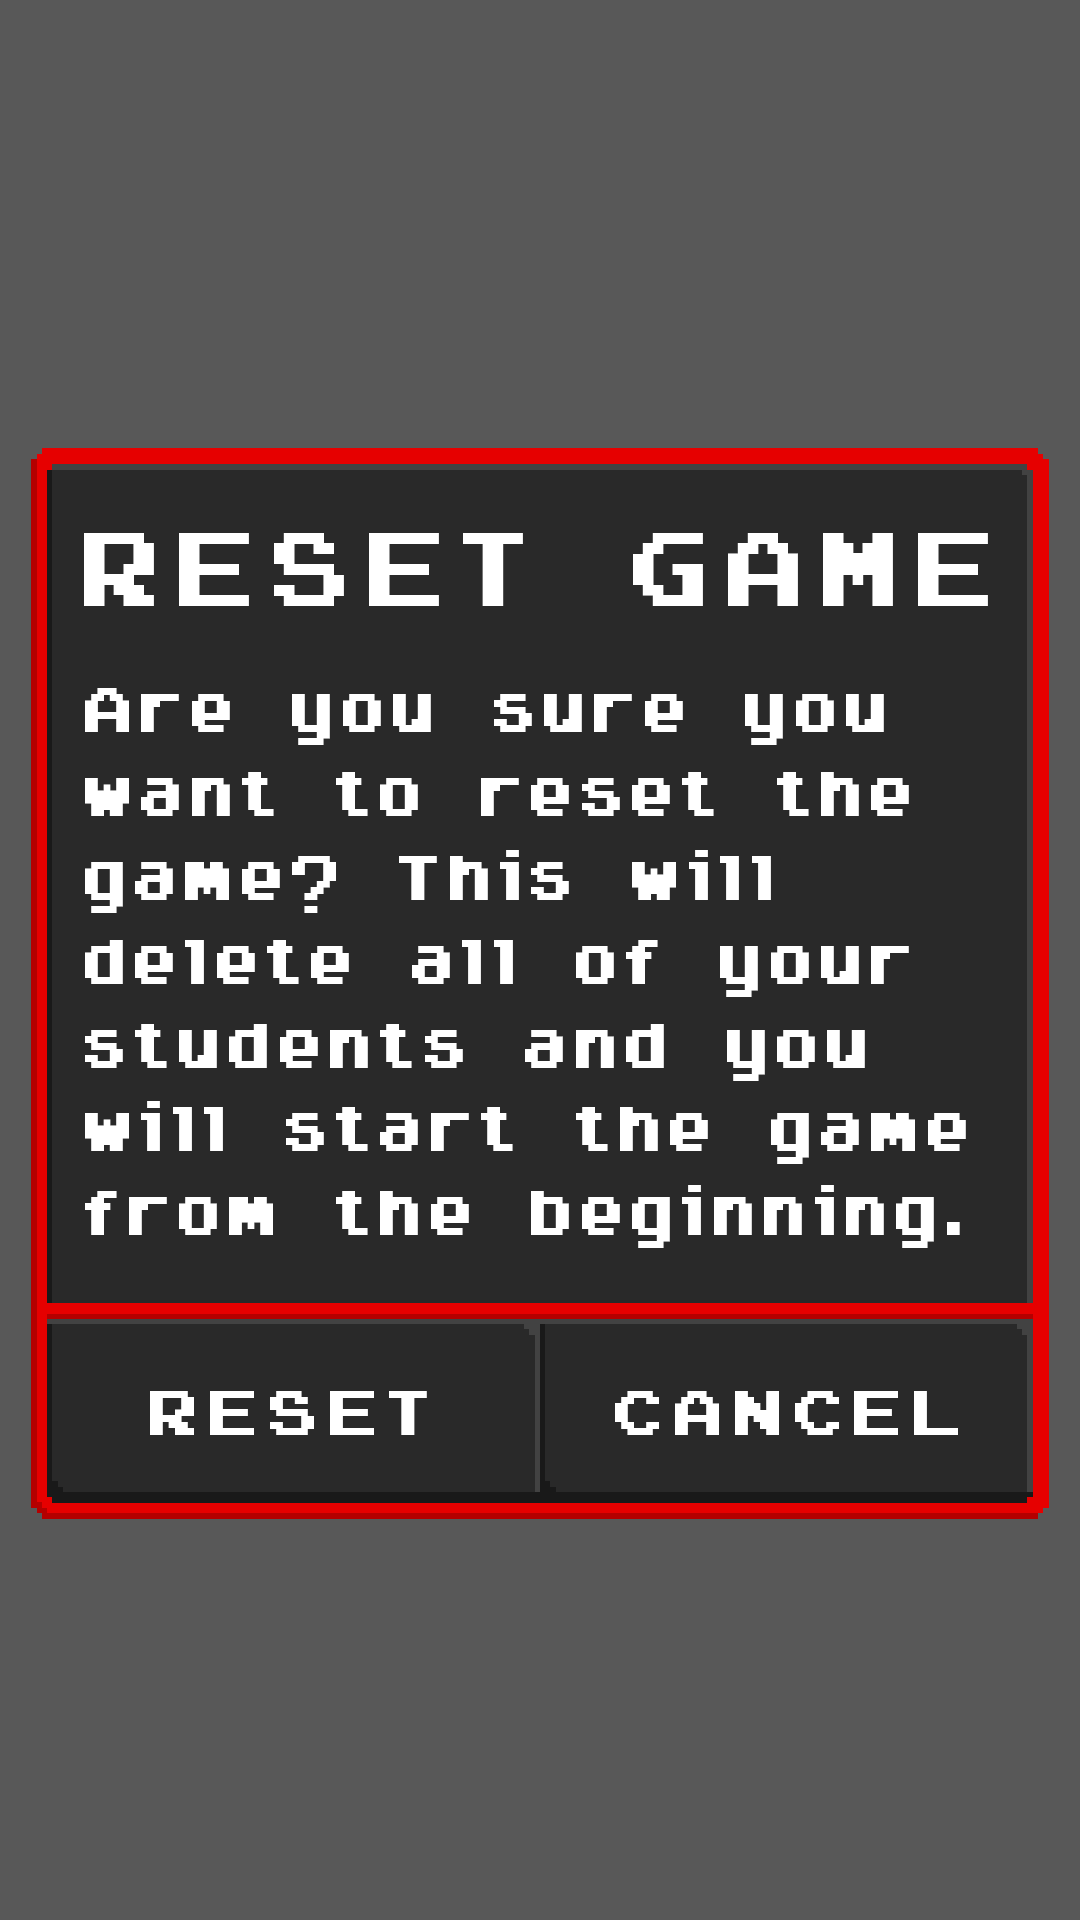 RESET GAME
Are you sure you
want to reset the
game? This will
delete all of your
students and you
will start the game
from the beginning.
RESET CANCEL